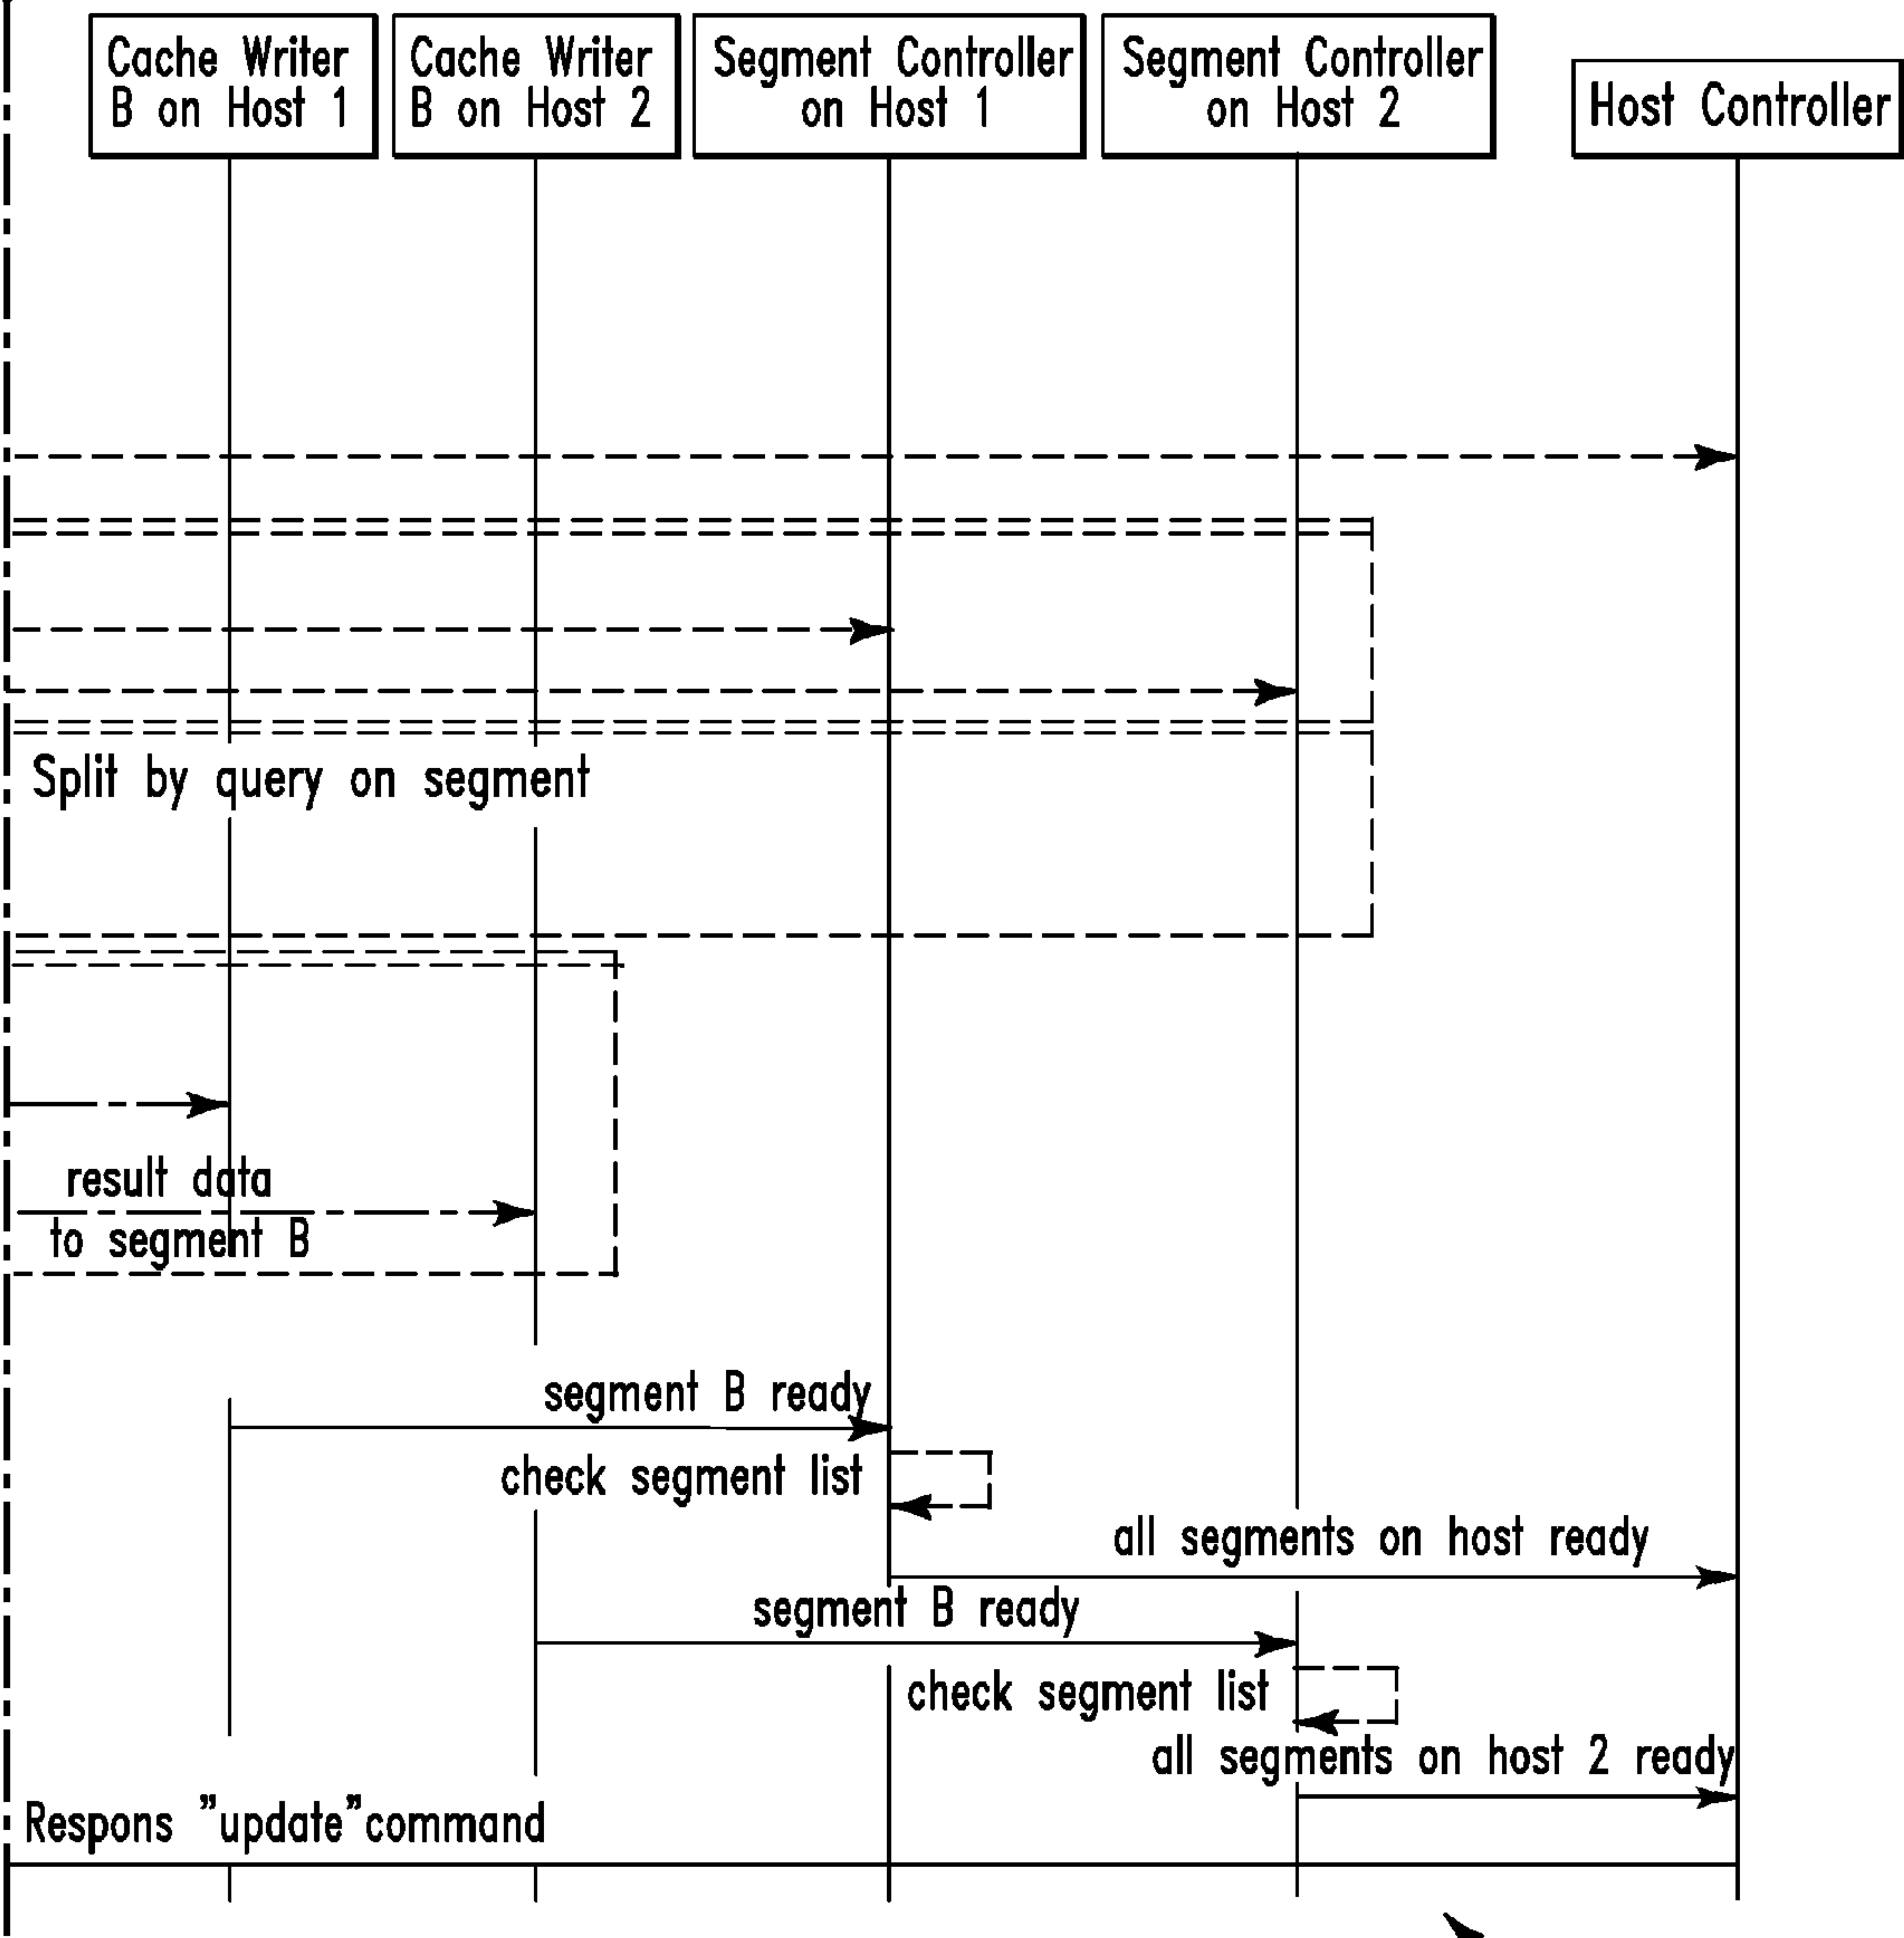 Cache Writer
B on Host 1
Cache Writer
B on Host 2
Segment Controller
on Host 1
Segment Controller
on Host 2
Host Controller
Split by query on segment
result data
to segment B
segment B ready
check segment list
all segments on host ready
segment B ready
check segment list
all segments on host 2 ready
Respons "update"command